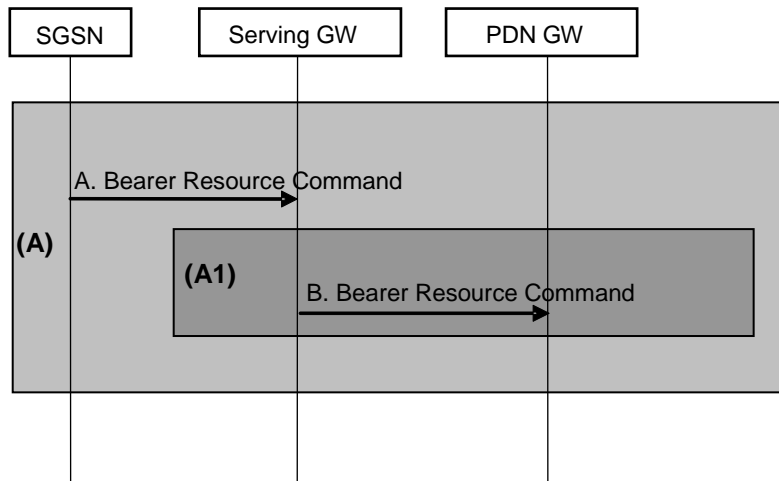 SGSN
Serving GW
PDN GW
A. Bearer Resource Command
(A)
(A1)
B. Bearer Resource Command